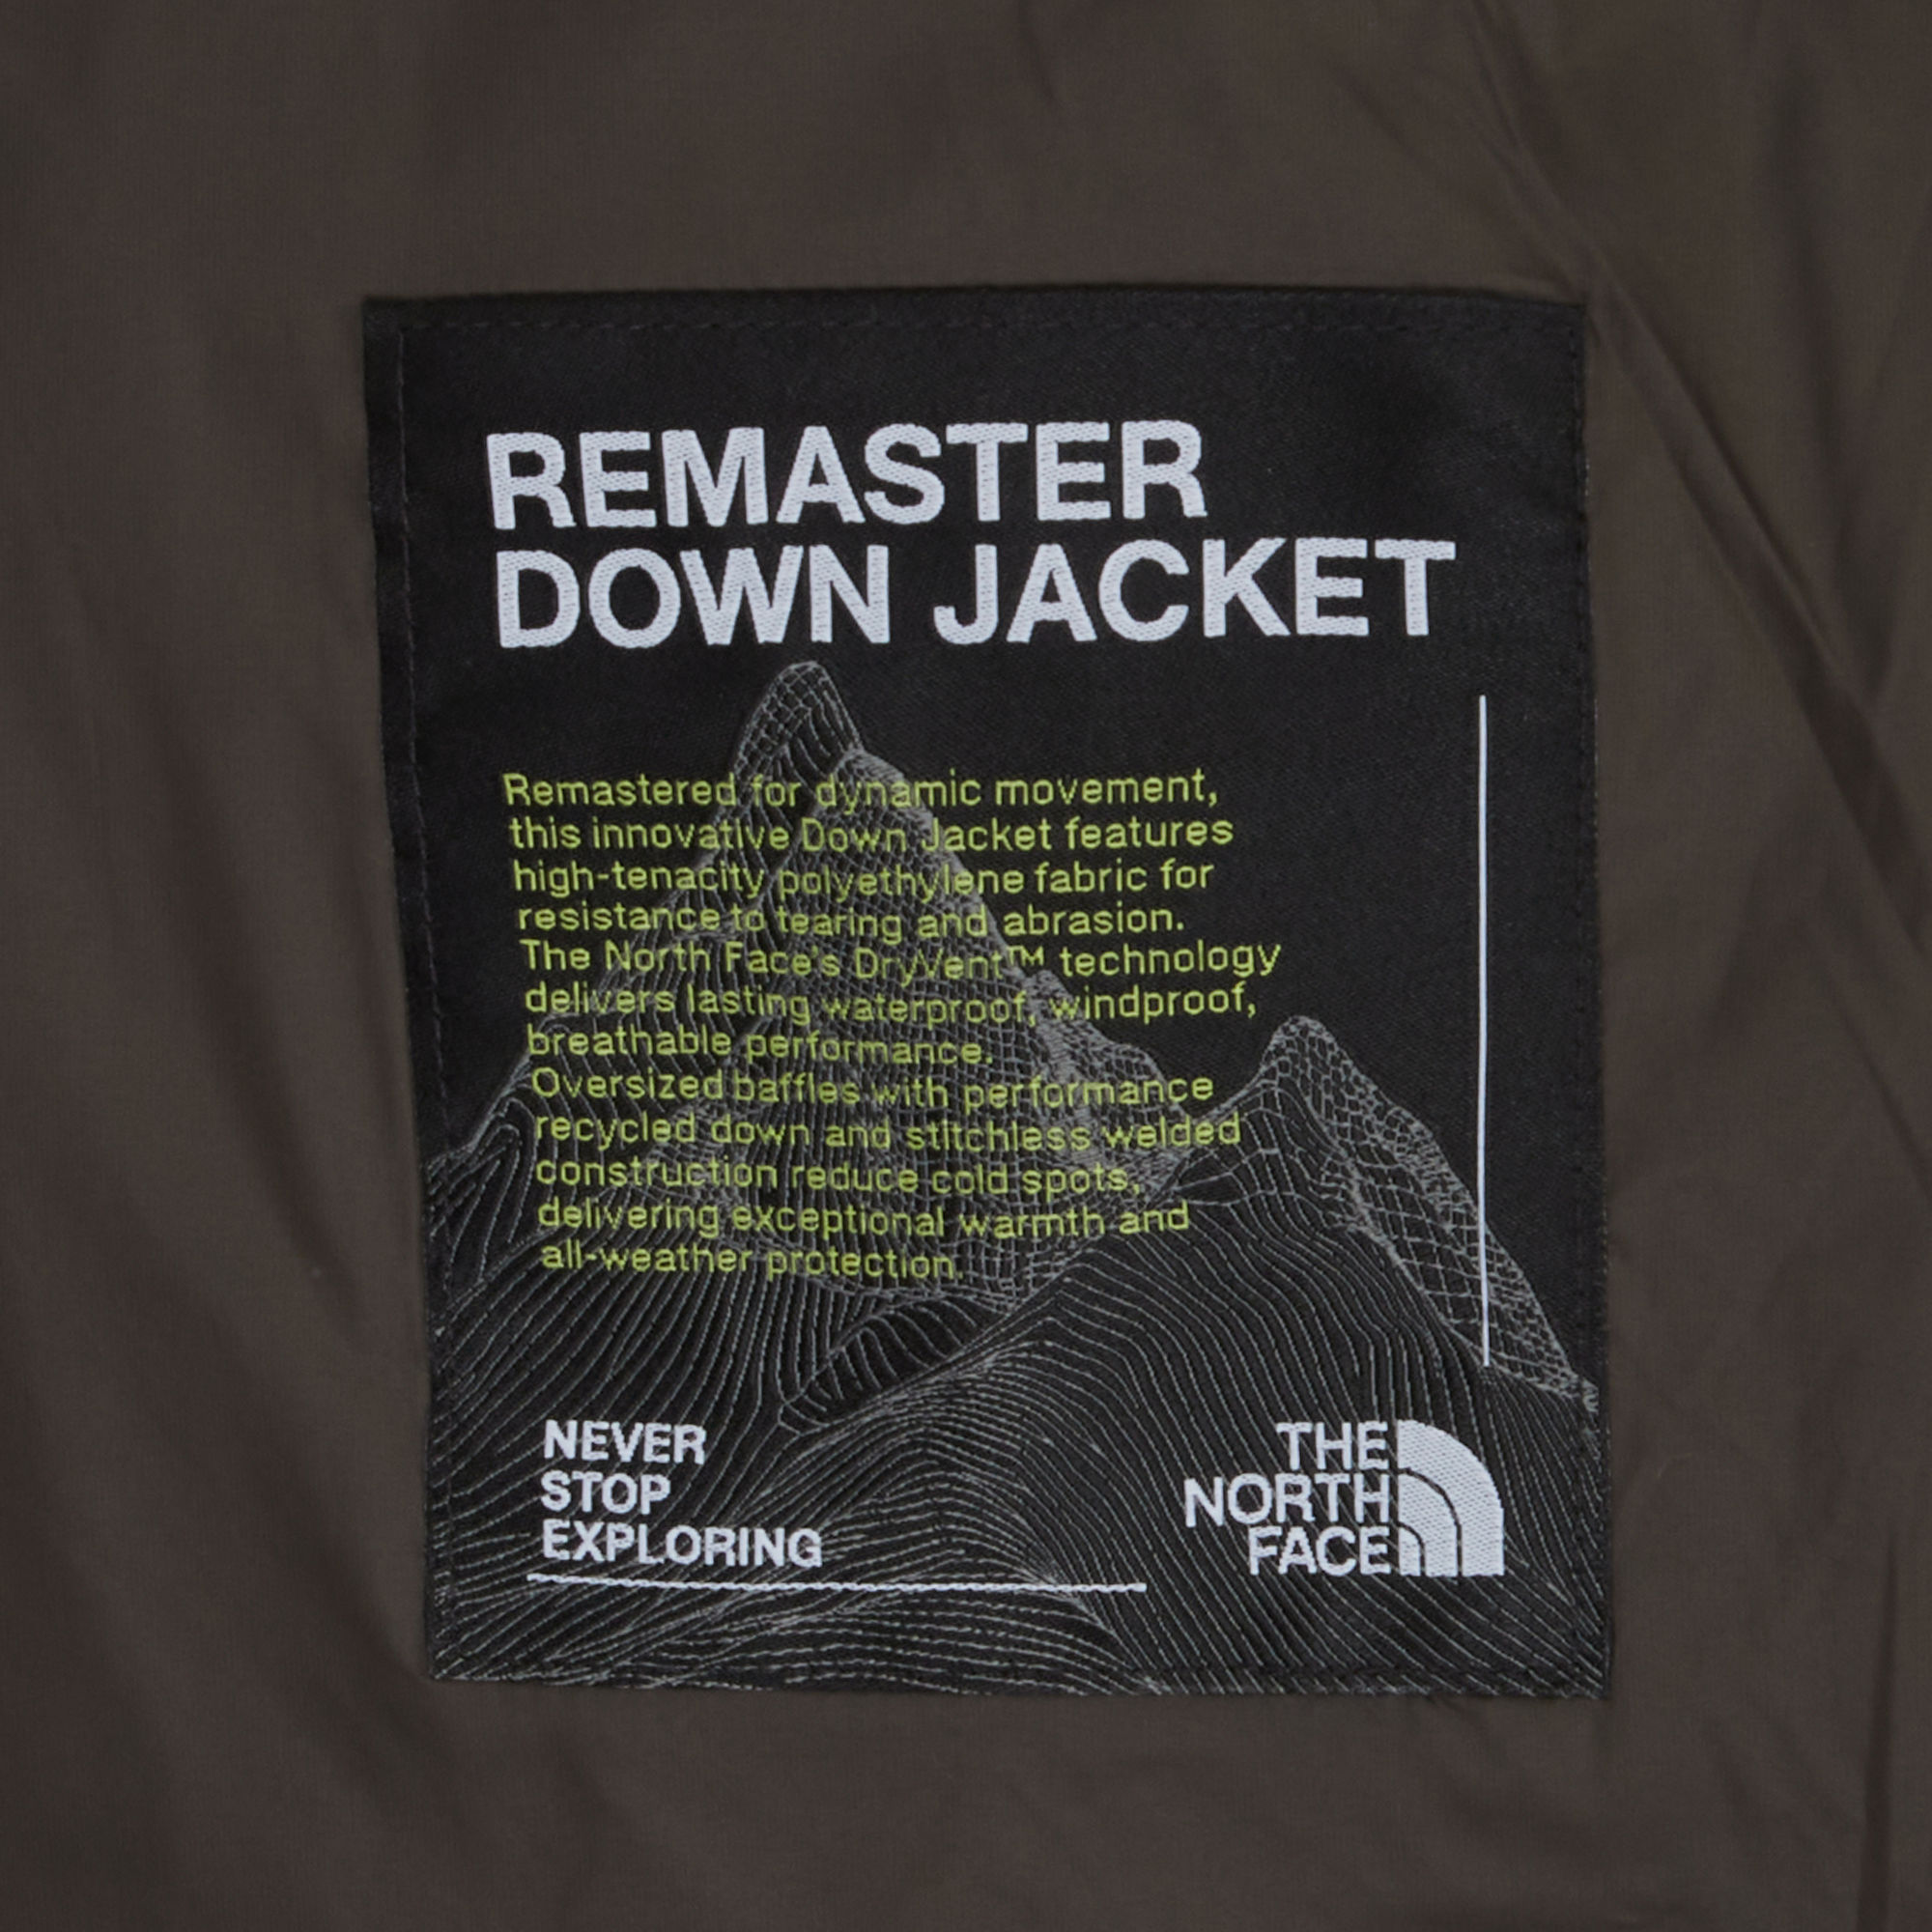 REMASTER
DOWN JACKET
Remastered for dynamic movement,
this innovative Down Jacket features
high-tenacity polyethylene fabric for
resistance to tearing and abrasion.
The North Face's DryVent™ technology
delivers lasting waterproof, windproof,
breathable performance.
Oversized baffles with performance
recycled down and stitchless welded
construction reduce cold spots,
delivering exceptional warmth and
all-weather protection.
NEVER
STOP
EXPLORING
THE
NORTH
FACE